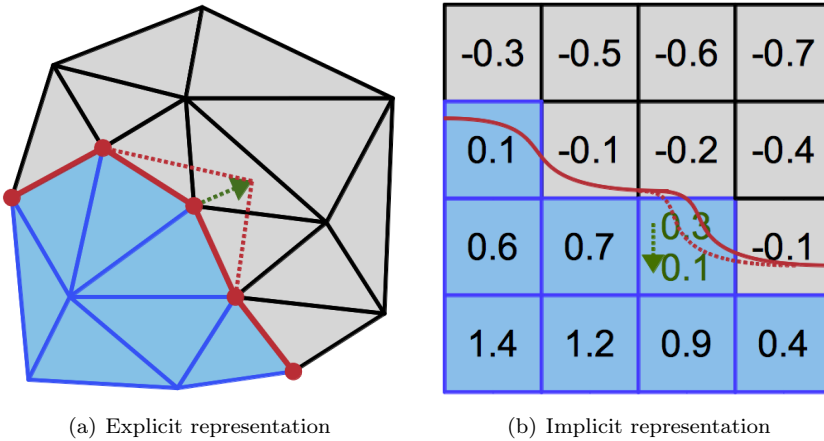 -0.3 -0.5 -0.6 -0.7
0.1 -0.1 -0.2 -0.4
0.6 0.7 0.3 -0.1
0.1
1.4 1.2 0.9 0.4
(a) Explicit representation (b) Implicit representation